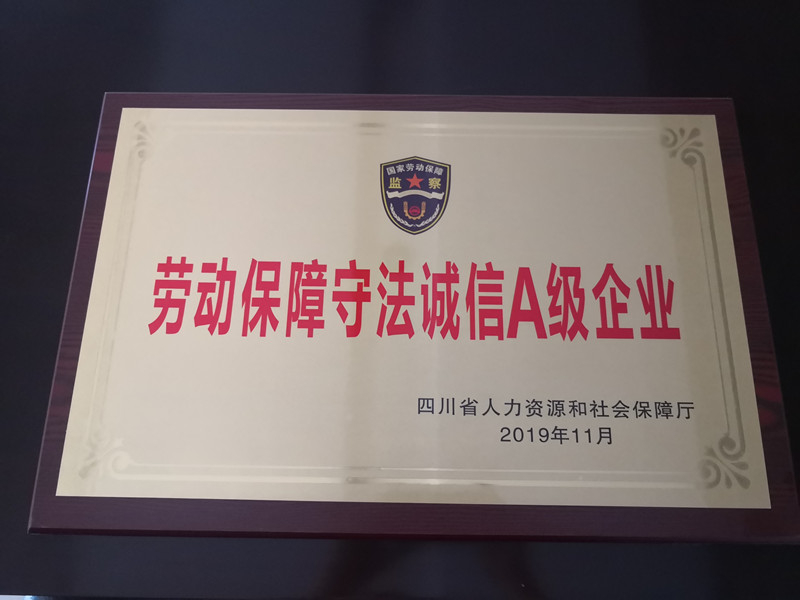 国家劳动保障
监察
劳动保障守法诚信A级企业
四川省人力资源和社会保障厅
2019年11月